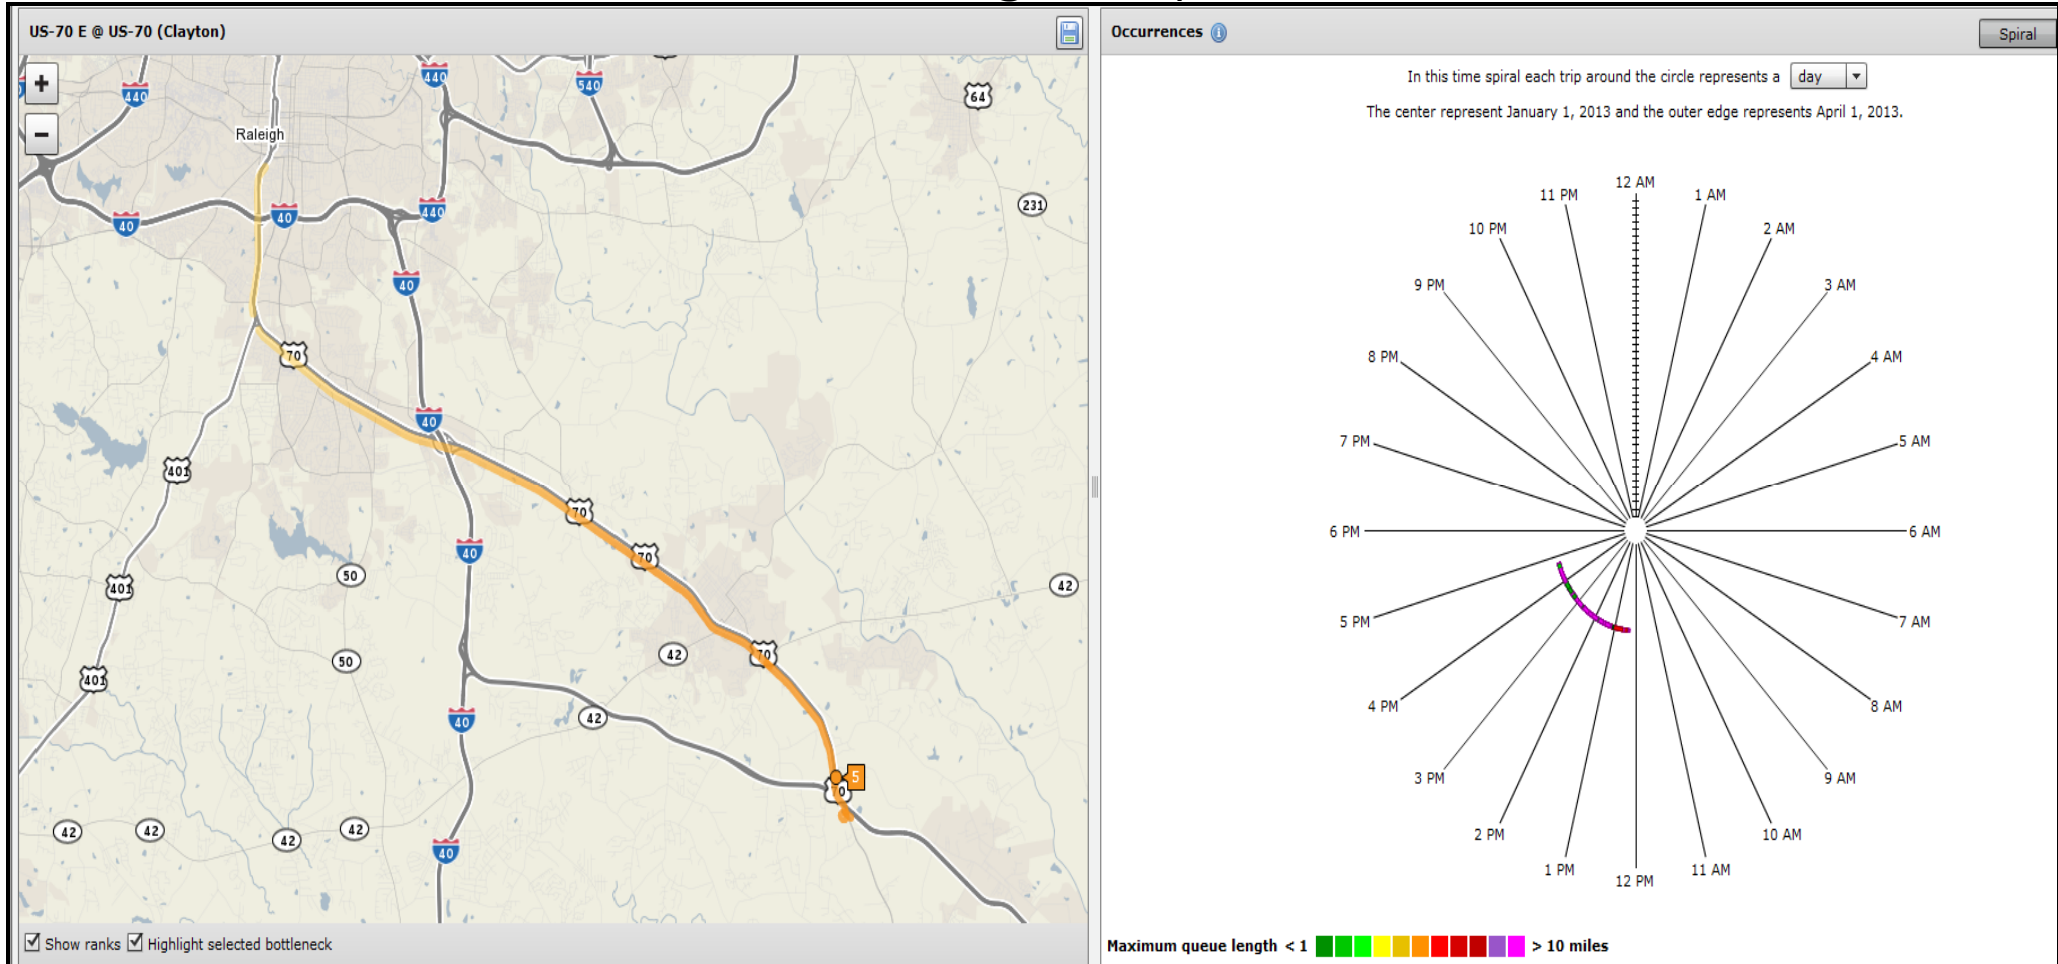 US-70 E @ US-70 (Clayton)
+
−
Raleigh
440
440
540
64
40
40
440
231
40
70
40
401
70
70
40
50
42
401
50
42
70
401
40
42
5
70
42
42
42
42
40
Show ranks
Highlight selected bottleneck
Occurrences
Spiral
In this time spiral each trip around the circle represents a day
The center represent January 1, 2013 and the outer edge represents April 1, 2013.
12 AM
11 PM
1 AM
10 PM
2 AM
9 PM
3 AM
8 PM
4 AM
7 PM
5 AM
6 PM
6 AM
5 PM
7 AM
4 PM
8 AM
3 PM
9 AM
2 PM
10 AM
1 PM
11 AM
12 PM
Maximum queue length < 1 > 10 miles